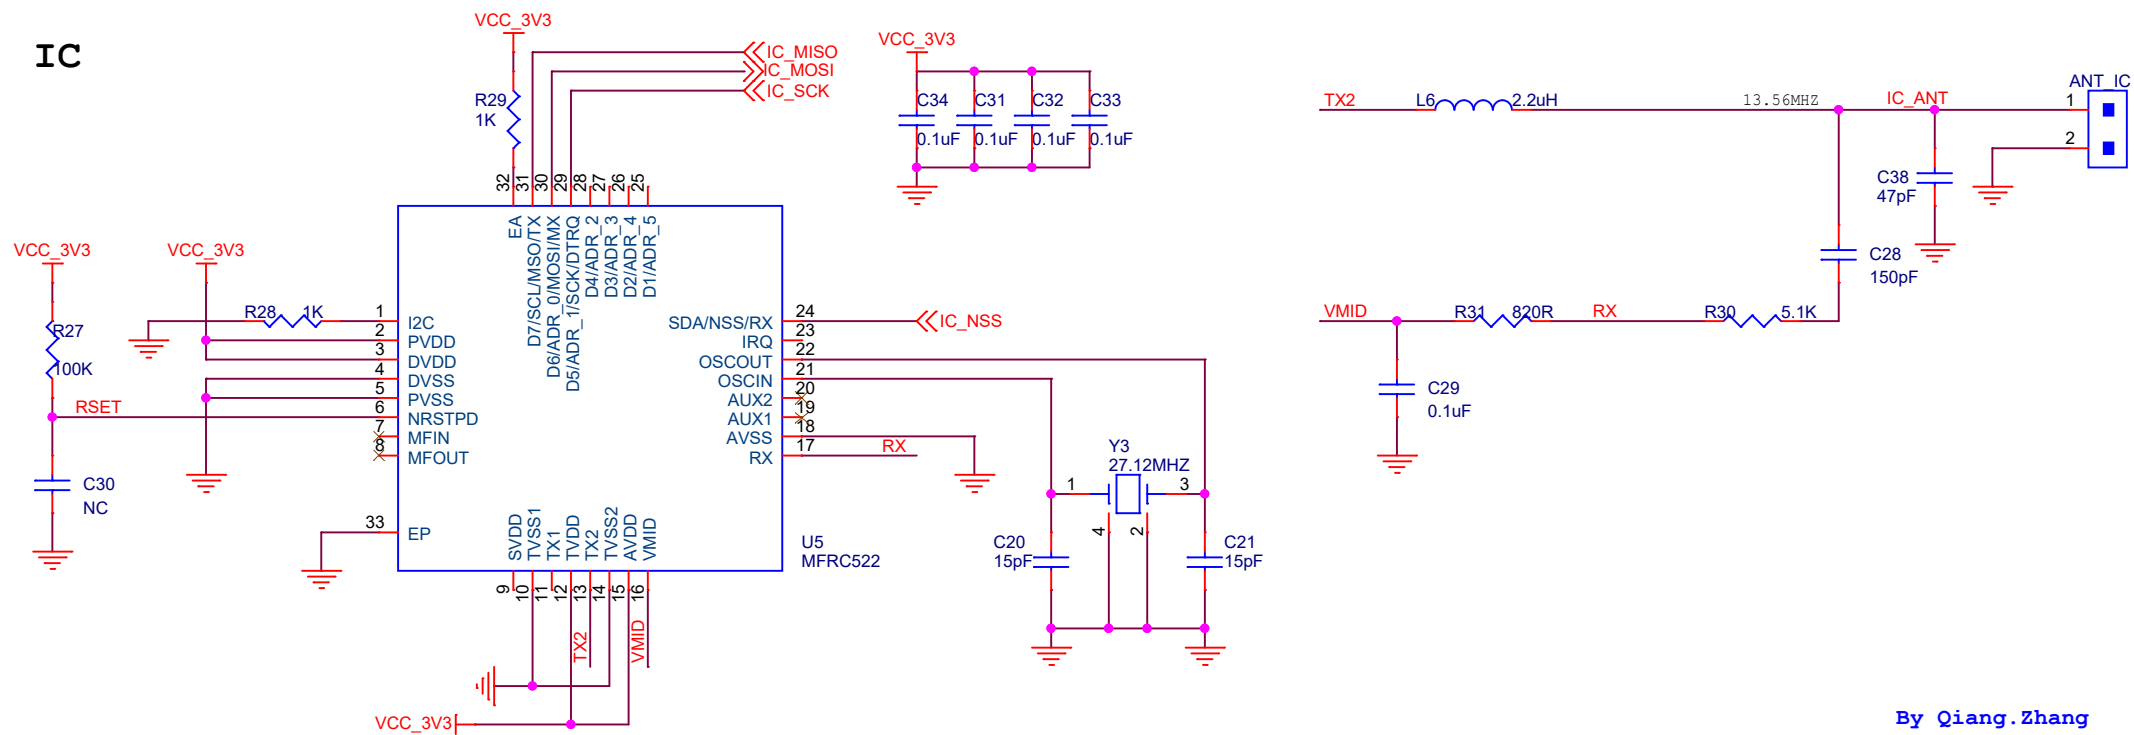 IC
VCC_3V3
R29
1K
IC_MISO
IC_MOSI
IC_SCK
VCC_3V3
C34
0.1uF
C31
0.1uF
C32
0.1uF
C33
0.1uF
TX2
L6
2.2uH
13.56MHZ
IC_ANT
ANT_IC
1
2
C38
47pF
C28
150pF
VMID
R31
820R
RX
R30
5.1K
C29
0.1uF
VCC_3V3
VCC_3V3
R27
100K
R28
1K
RSET
C30
NC
32
31
30
29
28
27
26
25
EA
D7/SCL/MSO/TX
D6/ADR_0/MOSI/MX
D5/ADR_1/SCK/DTRQ
D4/ADR_2
D3/ADR_3
D2/ADR_4
D1/ADR_5
1
I2C
2
PVDD
3
DVDD
4
DVSS
5
PVSS
6
NRSTPD
7
MFIN
8
MFOUT
33
EP
SDA/NSS/RX
24
IC_NSS
IRQ
23
OSCOUT
22
OSCIN
21
AUX2
20
AUX1
19
AVSS
18
RX
17
RX
SVDD
TVSS1
TX1
TVDD
TX2
TVSS2
AVDD
VMID
9
10
11
12
13
14
15
16
TX2
VMID
VCC_3V3
U5
MFRC522
Y3
27.12MHZ
1
3
4
2
C20
15pF
C21
15pF
By Qiang.Zhang